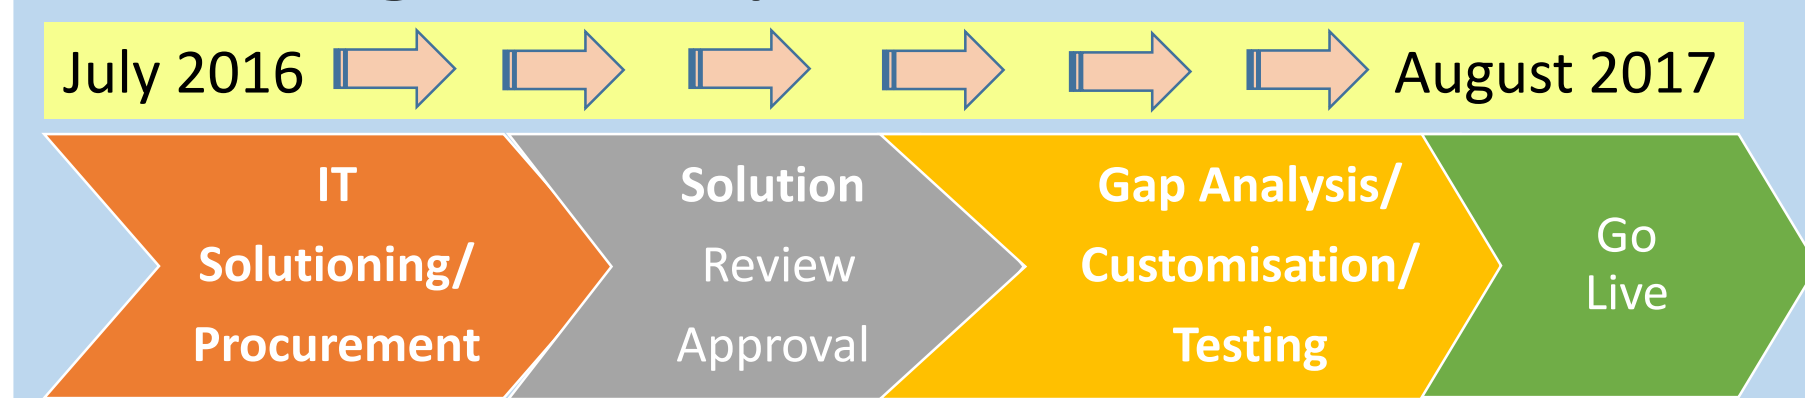 July 2016 August 2017
IT
Solutioning/
Procurement
Solution
Review
Approval
Gap Analysis/
Customisation/
Testing
Go
Live